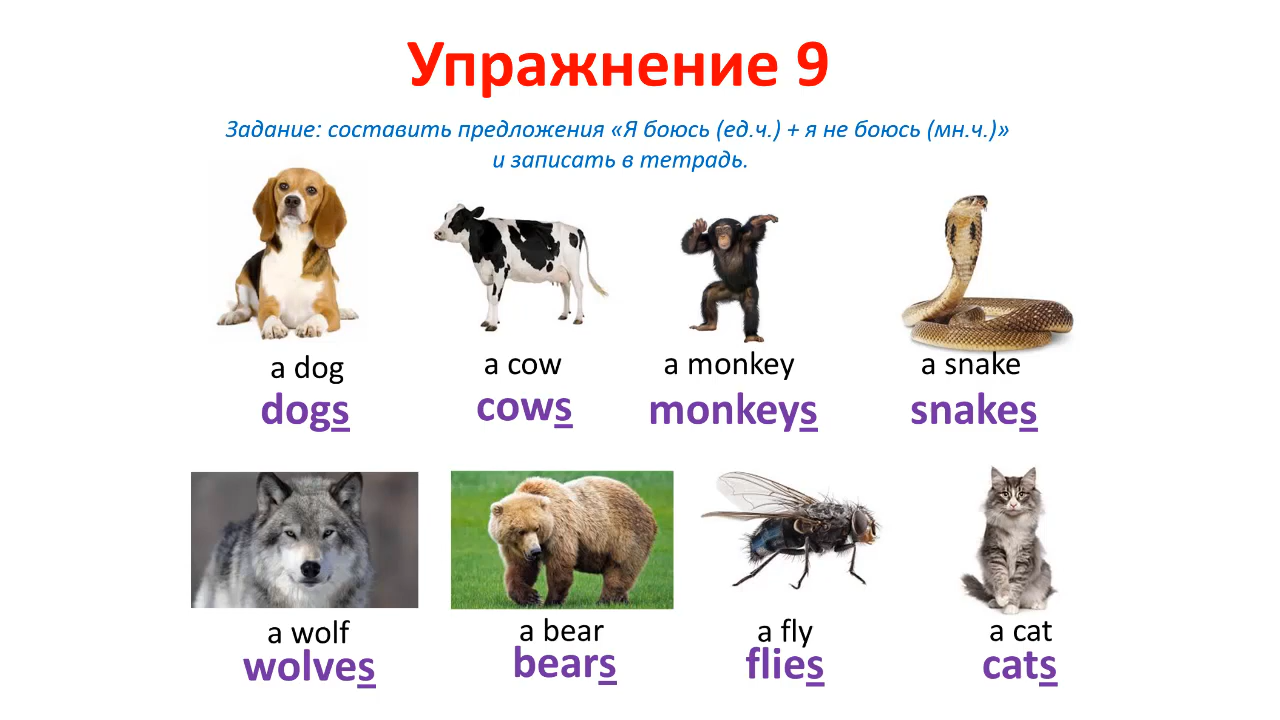 Упражнение 9
Задание: составить предложения «Я боюсь (ед.ч.) + я не боюсь (мн.ч.)»
и записать в тетрадь.
a dog a cow a monkey a snake
dogs cows monkeys snakes
a wolf a bear a fly a cat
wolves bears flies cats